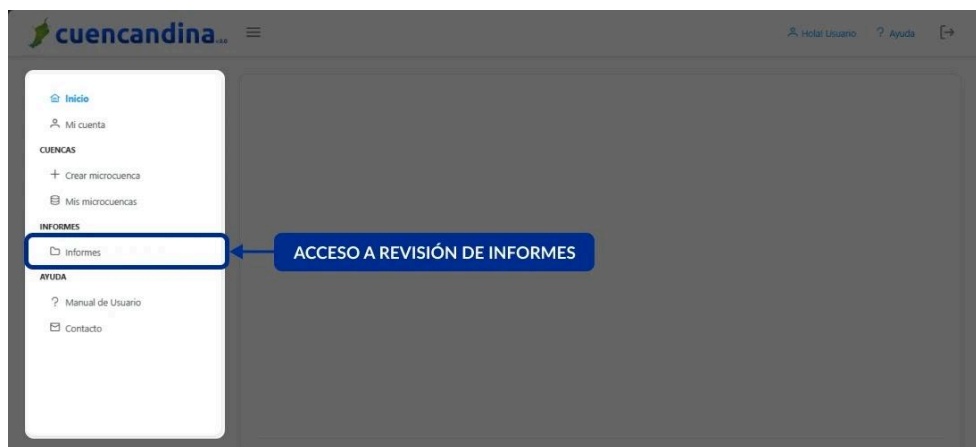 cuencandina
Hola! Usuario
? Ayuda
Inicio
Mi cuenta
CUENCAS
+ Crear microcuenca
Mis microcuencas
INFORMES
Informes
ACCESO A REVISIÓN DE INFORMES
AYUDA
? Manual de Usuario
Contacto